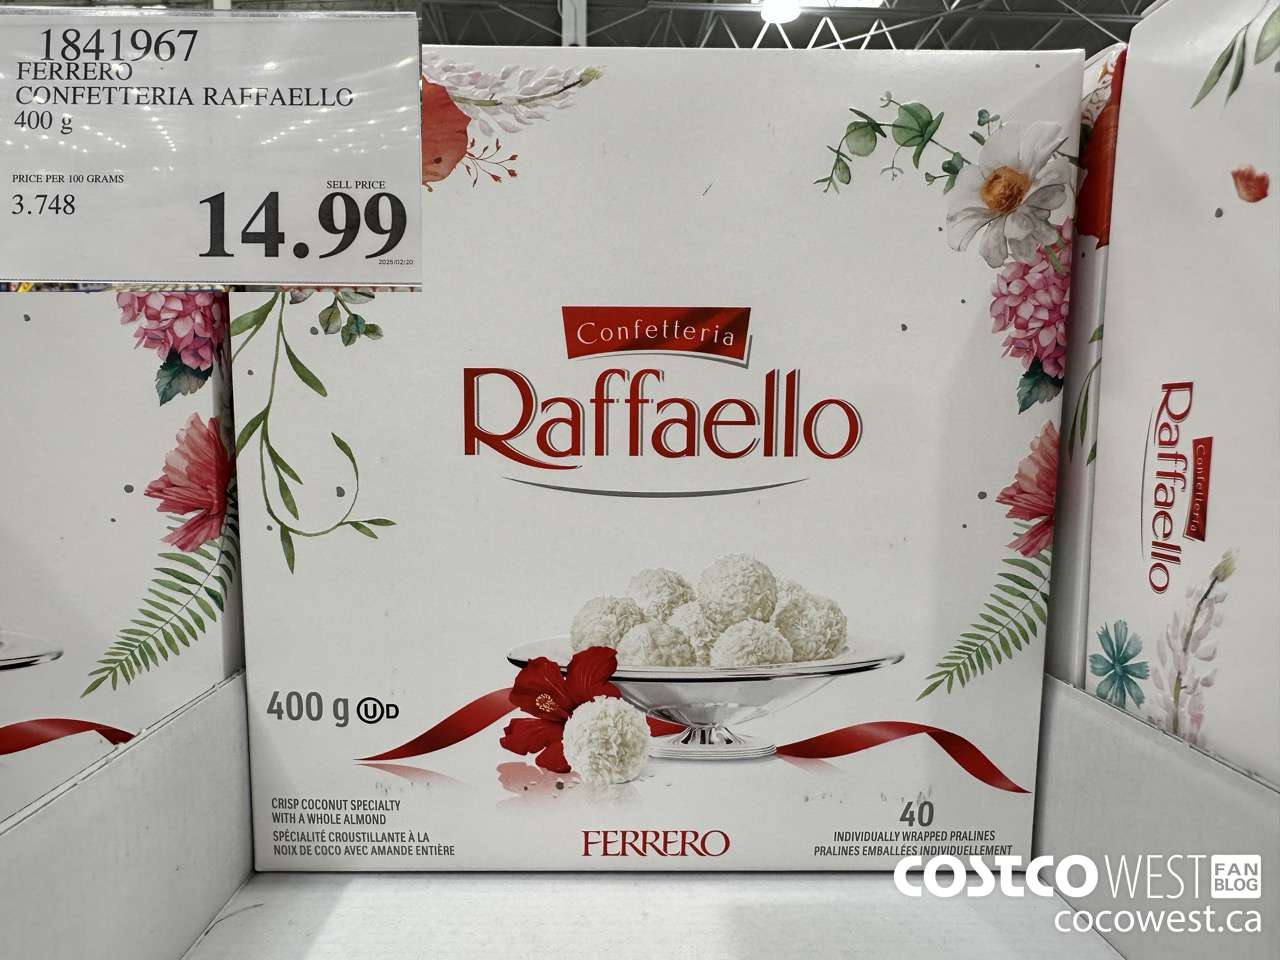 1841967
FERRERO
CONFETTERIA RAFFAELLO
400 g
PRICE PER 100 GRAMS
3.748
SELL PRICE
14.99
2025/02/20
Confetteria
Raffaello
400 g UD
CRISP COCONUT SPECIALTY
WITH A WHOLE ALMOND
SPÉCIALITÉ CROUSTILLANTE À LA
NOIX DE COCO AVEC AMANDE ENTIÈRE
FERRERO
40
INDIVIDUALLY WRAPPED PRALINES
PRALINES EMBALLÉES INDIVIDUELLEMENT
Confetteria
Raffaello
COSTCO WEST FAN BLOG
cocowest.ca